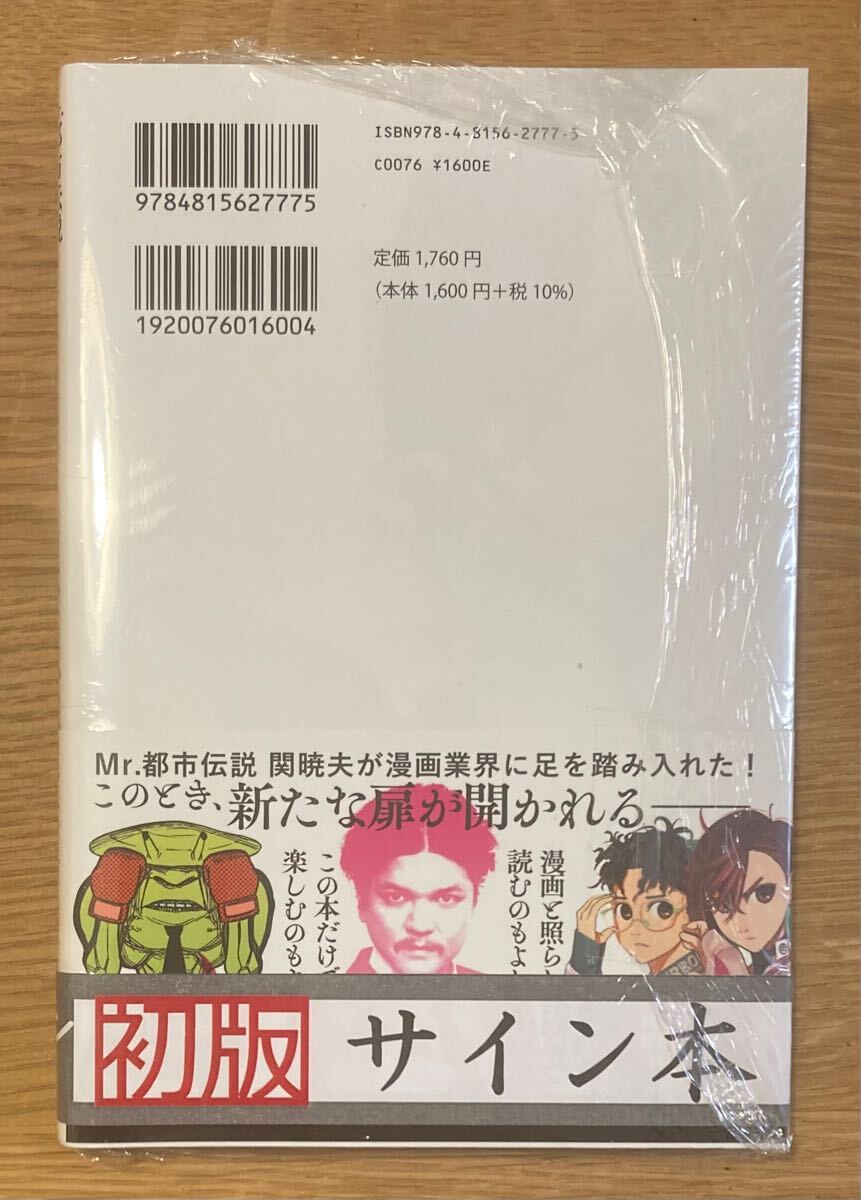 ISBN978-4-8156-2777-5
C0076 ¥1600E
9784815627775
定価 1,760 円
(本体 1,600 円+税 10%)
1920076016004
Mr.都市伝説 関暁夫が漫画業界に足を踏み入れた!
このとき、新たな扉が開かれる――
漫画と照ら
読むのもよ
この本だけで
楽しむのも
初版 サイン本